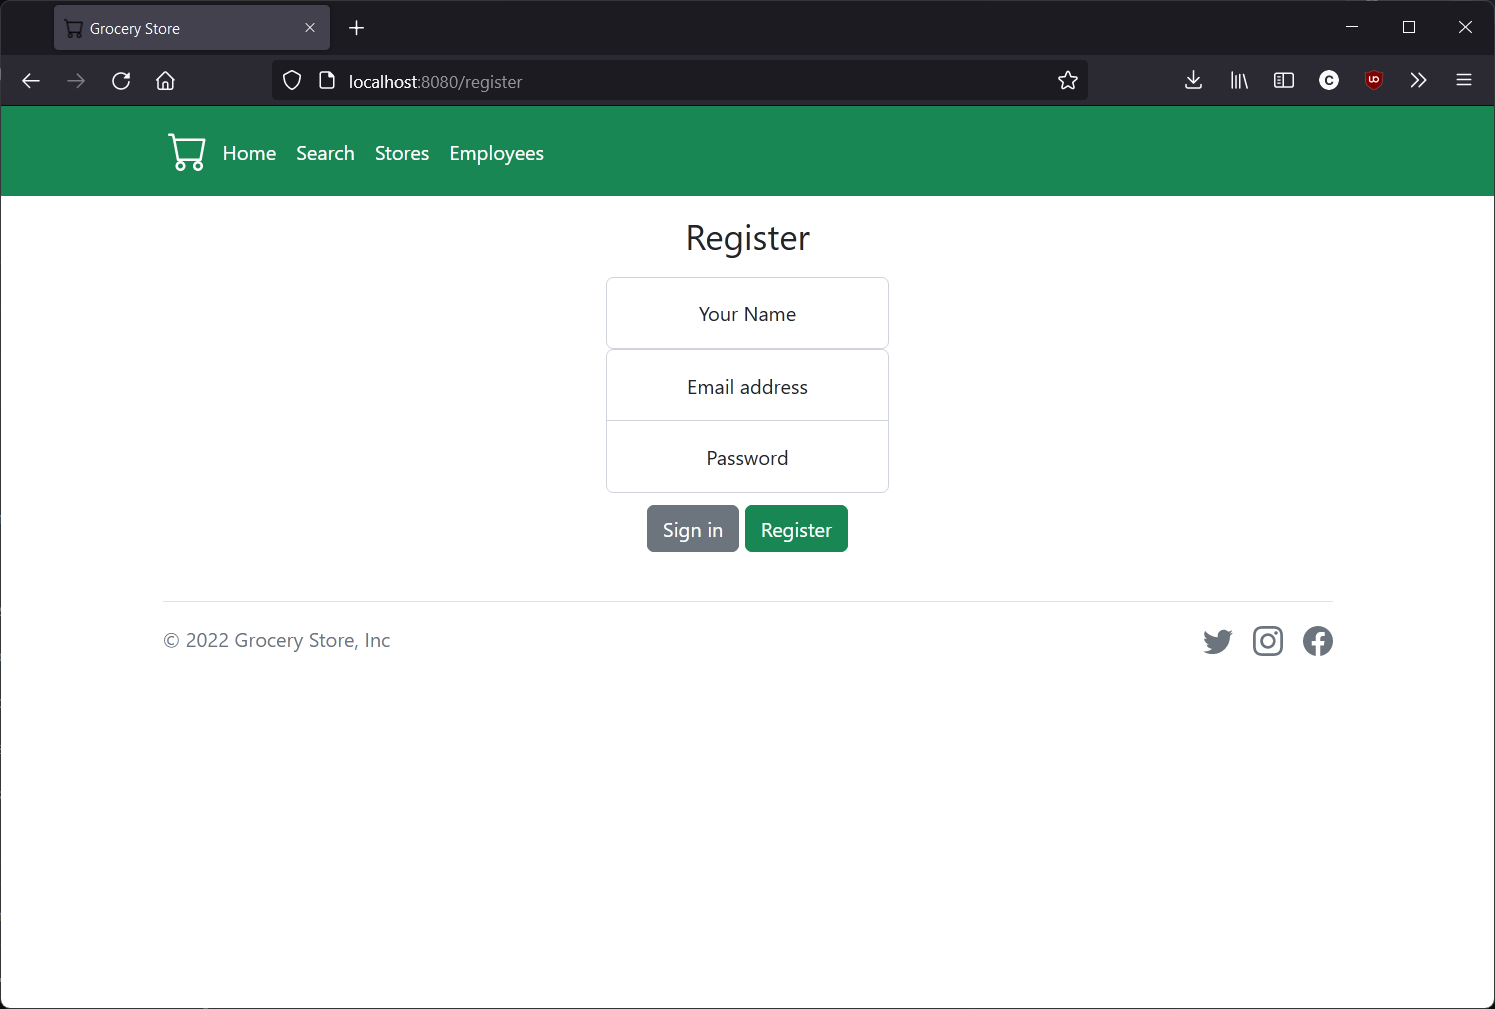 Grocery Store
localhost:8080/register
Home Search Stores Employees
Register
Your Name
Email address
Password
Sign in Register
© 2022 Grocery Store, Inc